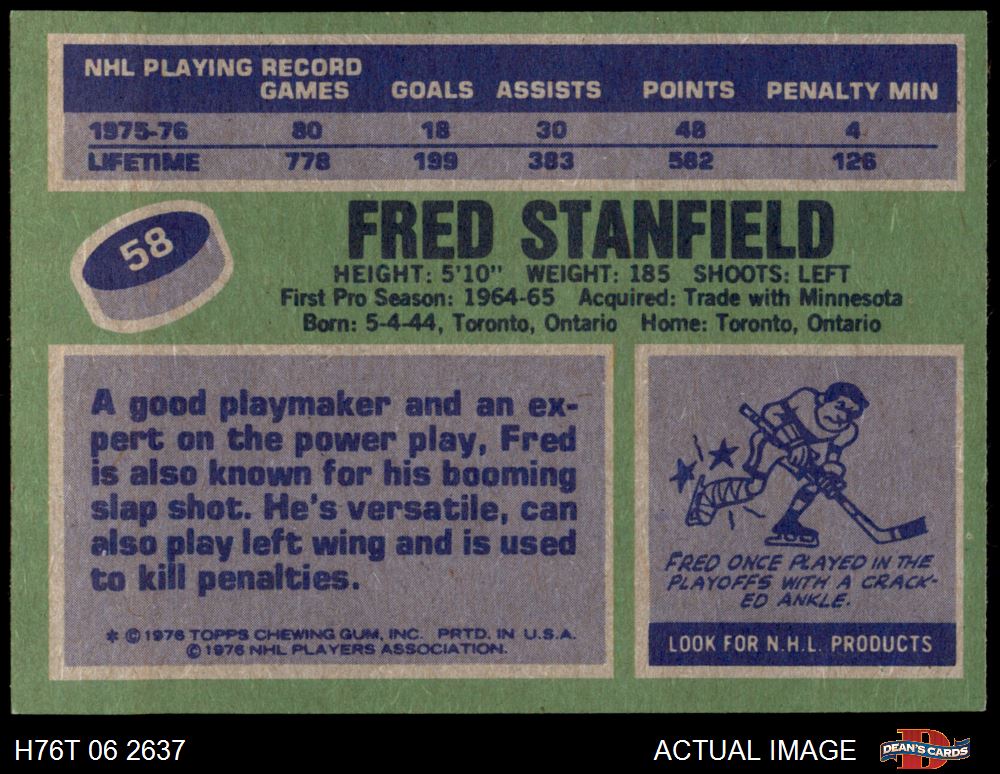 NHL PLAYING RECORD
GAMES GOALS ASSISTS POINTS PENALTY MIN
1975-76 80 18 30 48 4
LIFETIME 778 199 383 582 126
58
FRED STANFIELD
HEIGHT: 5'10" WEIGHT: 185 SHOOTS: LEFT
First Pro Season: 1964-65 Acquired: Trade with Minnesota
Born: 5-4-44, Toronto, Ontario Home: Toronto, Ontario
A good playmaker and an ex-
pert on the power play, Fred
is also known for his booming
slap shot. He's versatile, can
also play left wing and is used
to kill penalties.
* © 1976 TOPPS CHEWING GUM, INC. PRTD. IN U.S.A.
© 1976 NHL PLAYERS ASSOCIATION.
FRED ONCE PLAYED IN THE
PLAYOFFS WITH A CRACK-
ED ANKLE.
LOOK FOR N.H.L. PRODUCTS
H76T 06 2637
ACTUAL IMAGE
DEAN'S CARDS